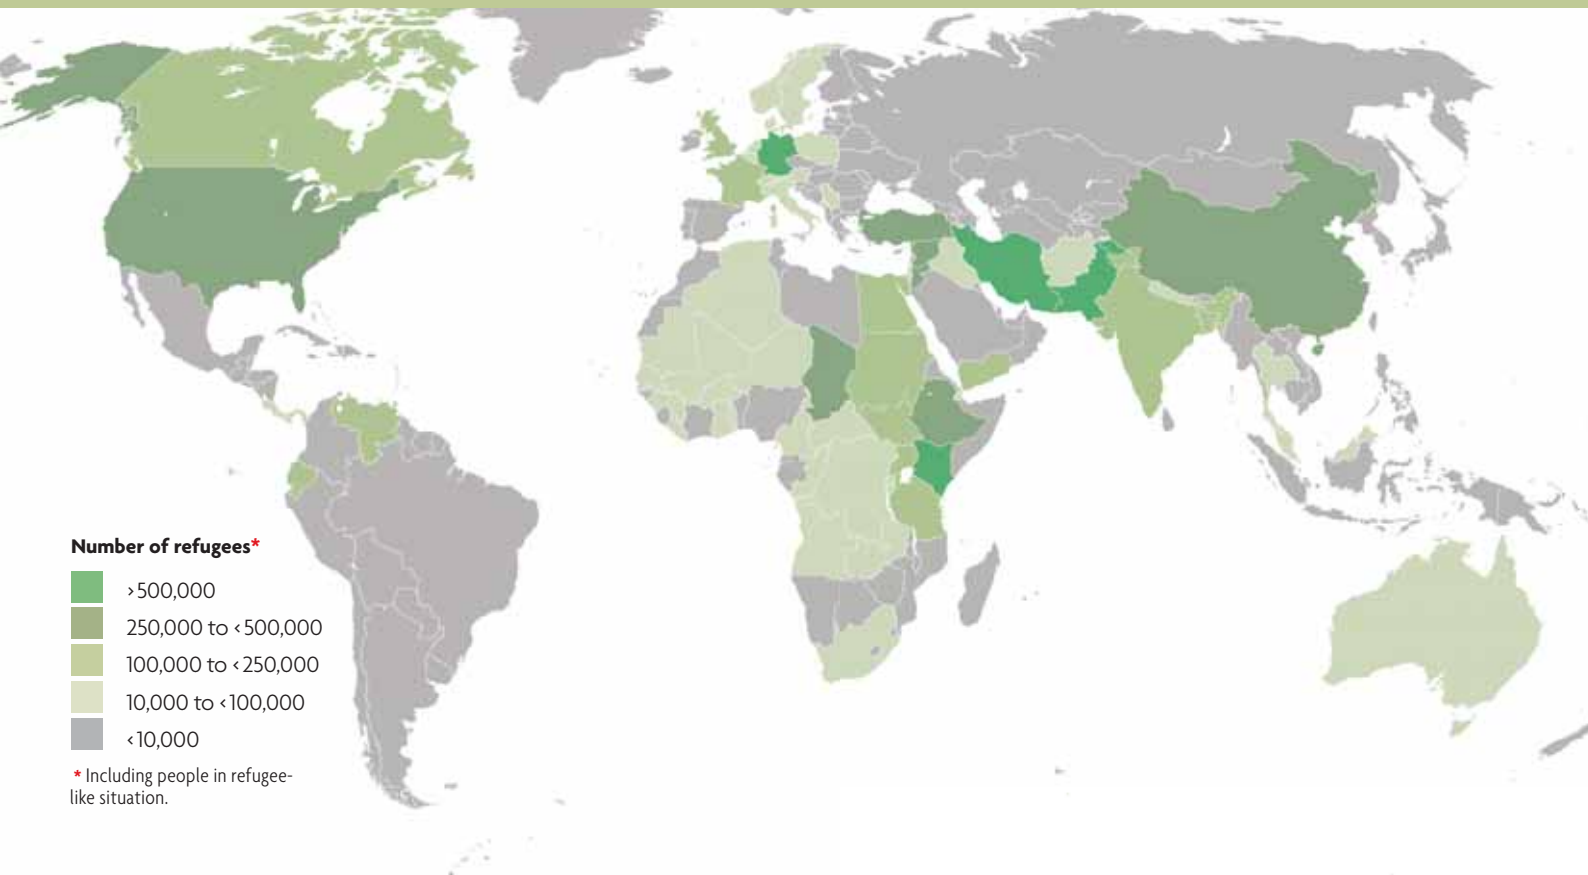 Number of refugees*
>500,000
250,000 to <500,000
100,000 to <250,000
10,000 to <100,000
<10,000
* Including people in refugee-
like situation.